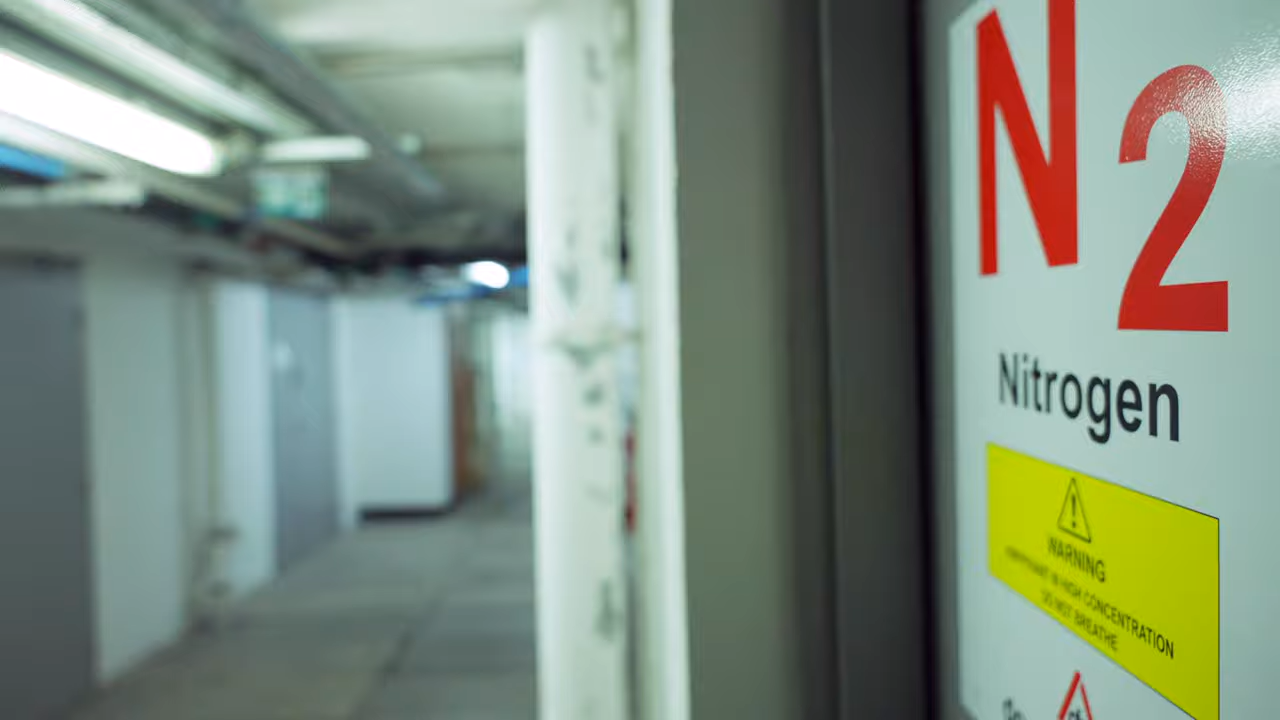 N2
Nitrogen
WARNING
ASPHYXIANT IN HIGH CONCENTRATION
DO NOT BREATHE